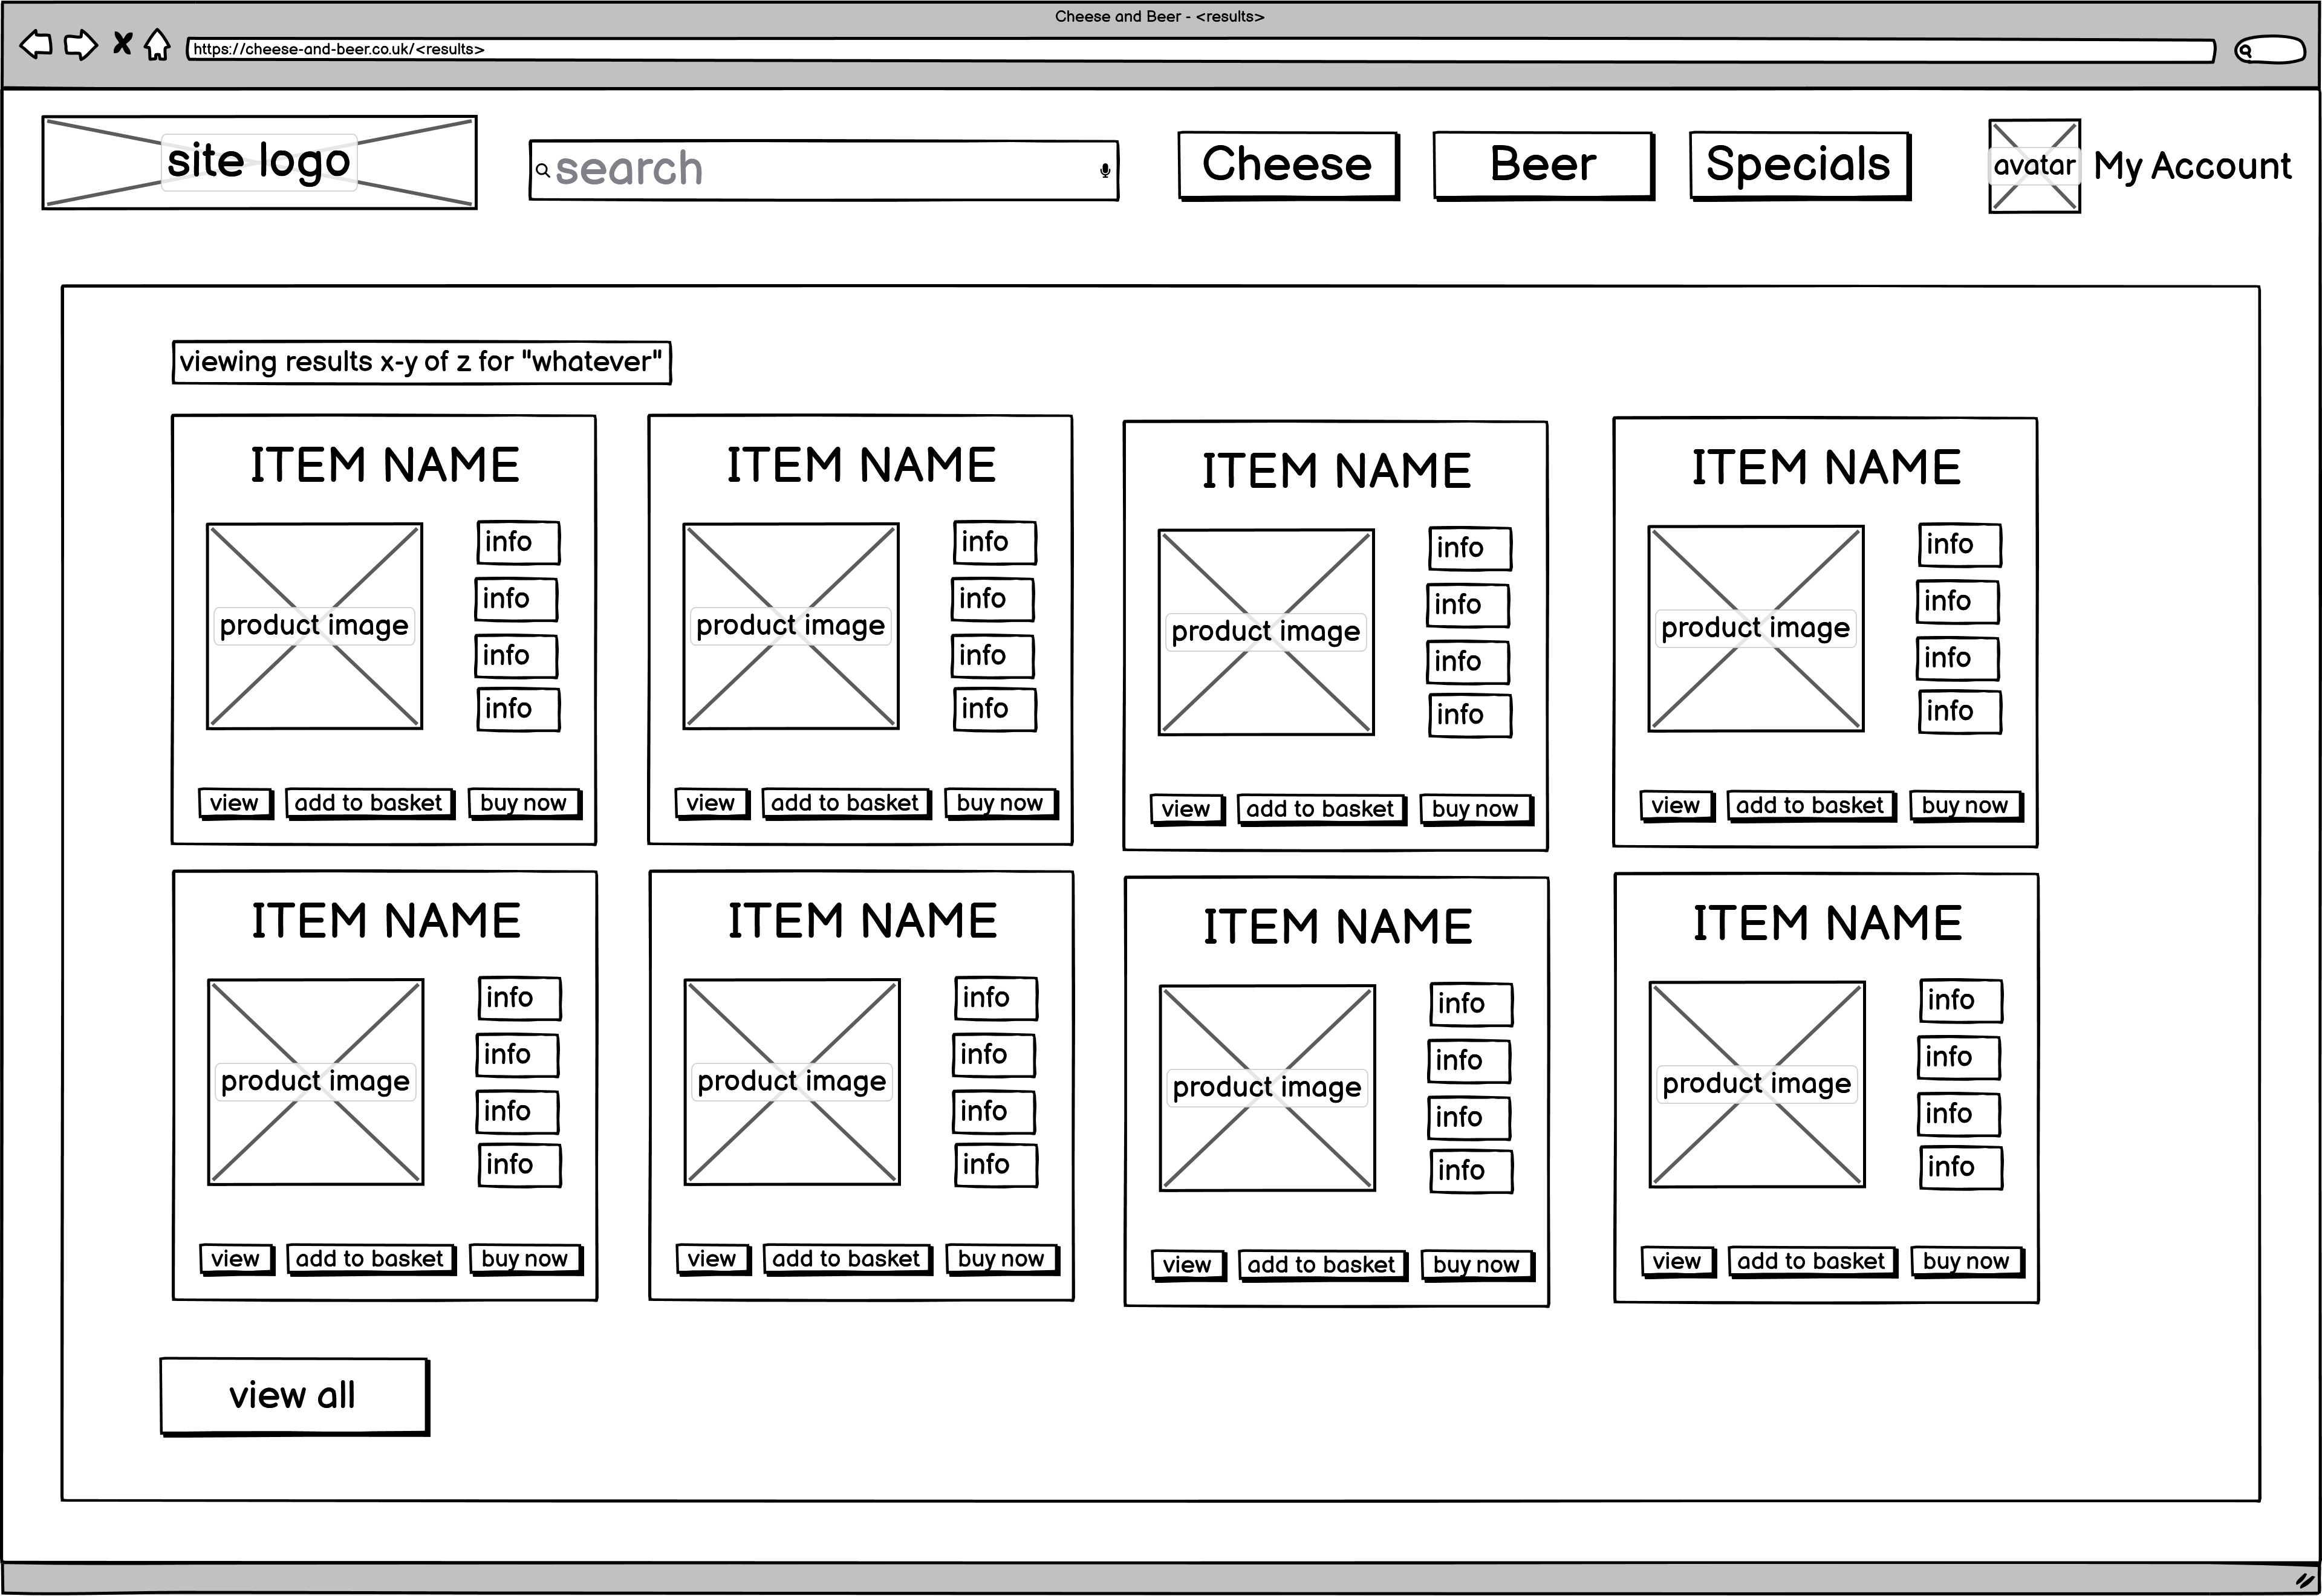 Cheese and Beer - <results>
https://cheese-and-beer.co.uk/<results>
site logo
search
Cheese
Beer
Specials
avatar
My Account
viewing results x-y of z for "whatever"
ITEM NAME
product image
info
info
info
info
view
add to basket
buy now
ITEM NAME
product image
info
info
info
info
view
add to basket
buy now
ITEM NAME
product image
info
info
info
info
view
add to basket
buy now
ITEM NAME
product image
info
info
info
info
view
add to basket
buy now
ITEM NAME
product image
info
info
info
info
view
add to basket
buy now
ITEM NAME
product image
info
info
info
info
view
add to basket
buy now
ITEM NAME
product image
info
info
info
info
view
add to basket
buy now
ITEM NAME
product image
info
info
info
info
view
add to basket
buy now
view all